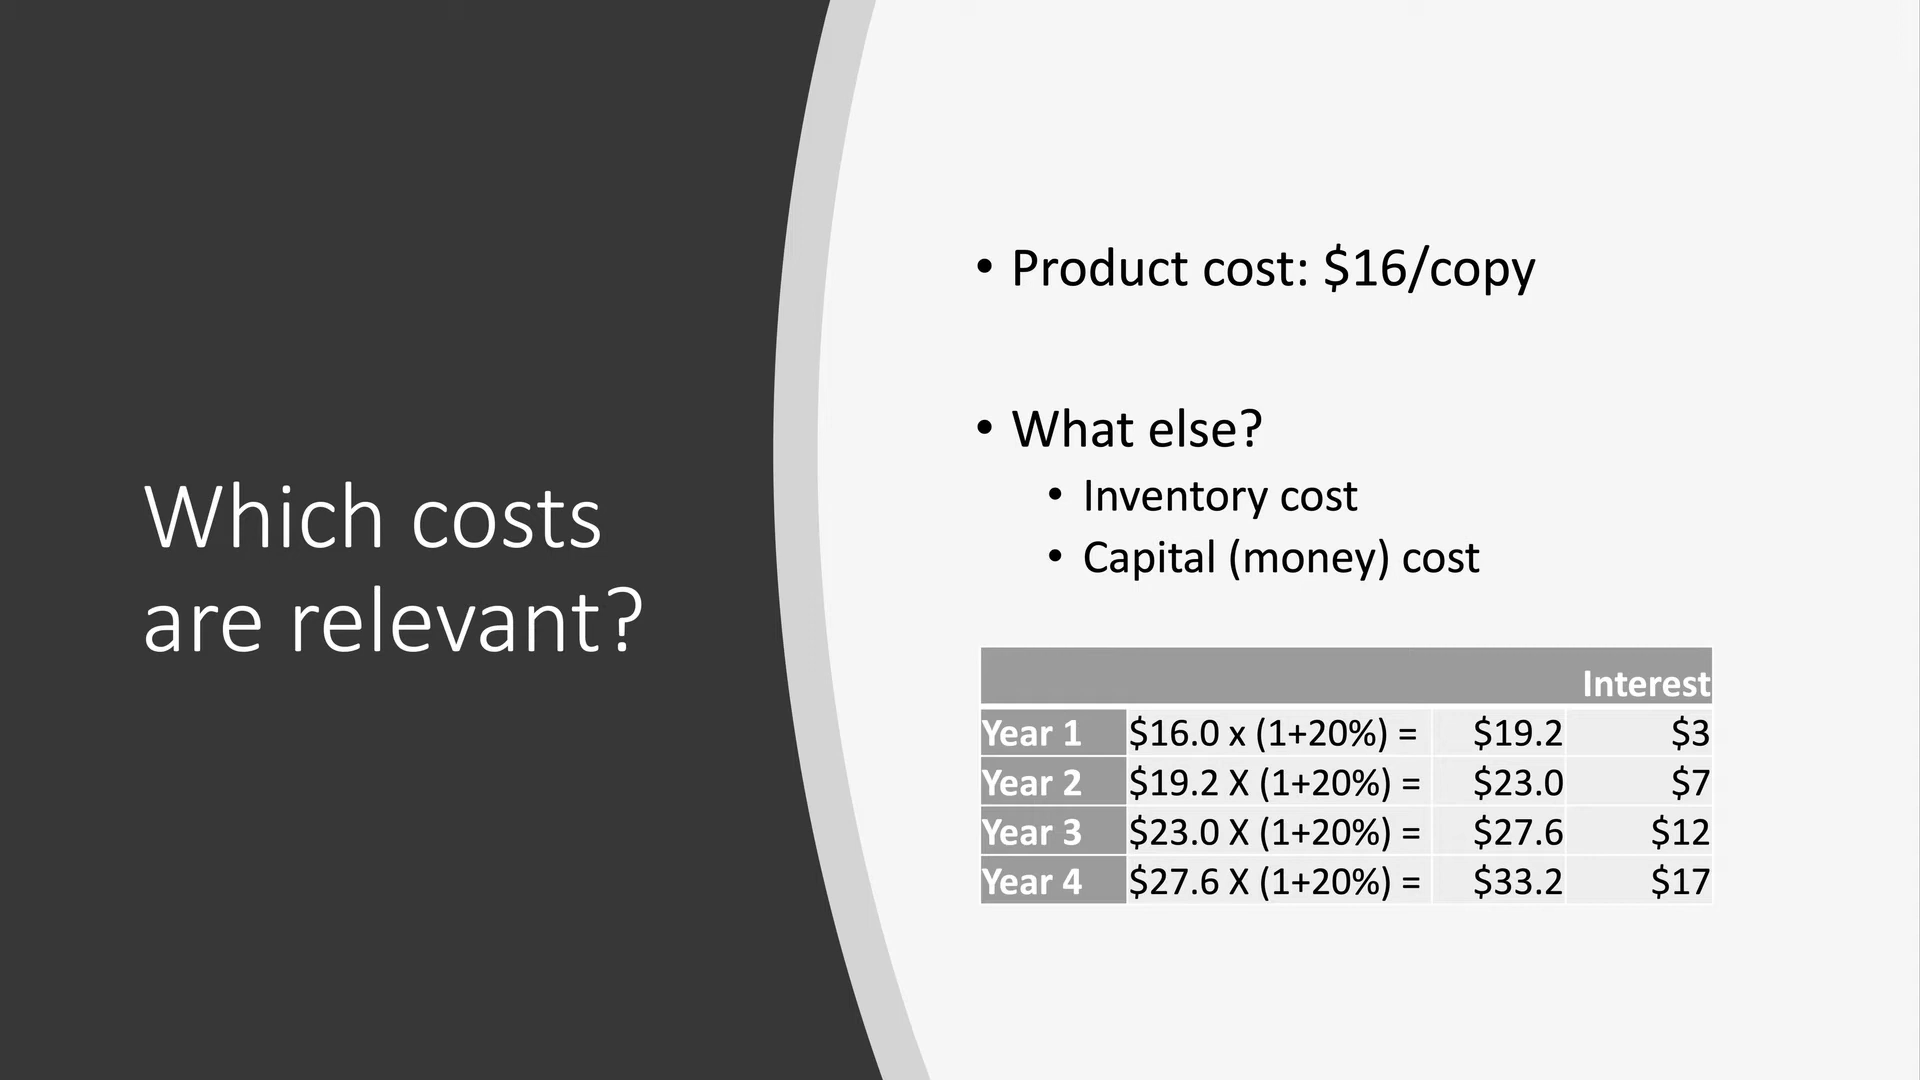 Which costs
are relevant?
• Product cost: $16/copy
• What else?
• Inventory cost
• Capital (money) cost
Interest
Year 1 $16.0 x (1+20%) = $19.2 $3
Year 2 $19.2 X (1+20%) = $23.0 $7
Year 3 $23.0 X (1+20%) = $27.6 $12
Year 4 $27.6 X (1+20%) = $33.2 $17